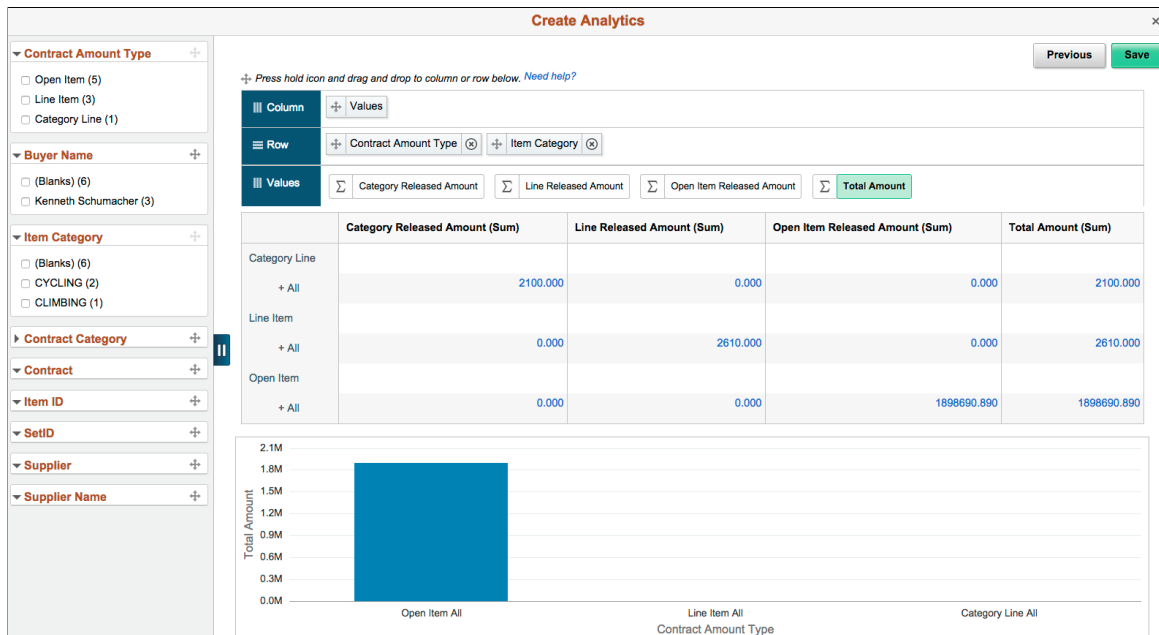 Create Analytics
×
Contract Amount Type
Open Item (5)
Line Item (3)
Category Line (1)
Buyer Name
(Blanks) (6)
Kenneth Schumacher (3)
Item Category
(Blanks) (6)
CYCLING (2)
CLIMBING (1)
Contract Category
Contract
Item ID
SetID
Supplier
Supplier Name
Previous Save
Press hold icon and drag and drop to column or row below. Need help?
Column Values
Row Contract Amount Type Item Category
Values Σ Category Released Amount Σ Line Released Amount Σ Open Item Released Amount Σ Total Amount
Category Released Amount (Sum) Line Released Amount (Sum) Open Item Released Amount (Sum) Total Amount (Sum)
Category Line
+ All 2100.000 0.000 0.000 2100.000
Line Item
+ All 0.000 2610.000 0.000 2610.000
Open Item
+ All 0.000 0.000 1898690.890 1898690.890
2.1M
1.8M
1.5M
1.2M
0.9M
0.6M
0.3M
0.0M
Total Amount
Open Item All Line Item All Category Line All
Contract Amount Type